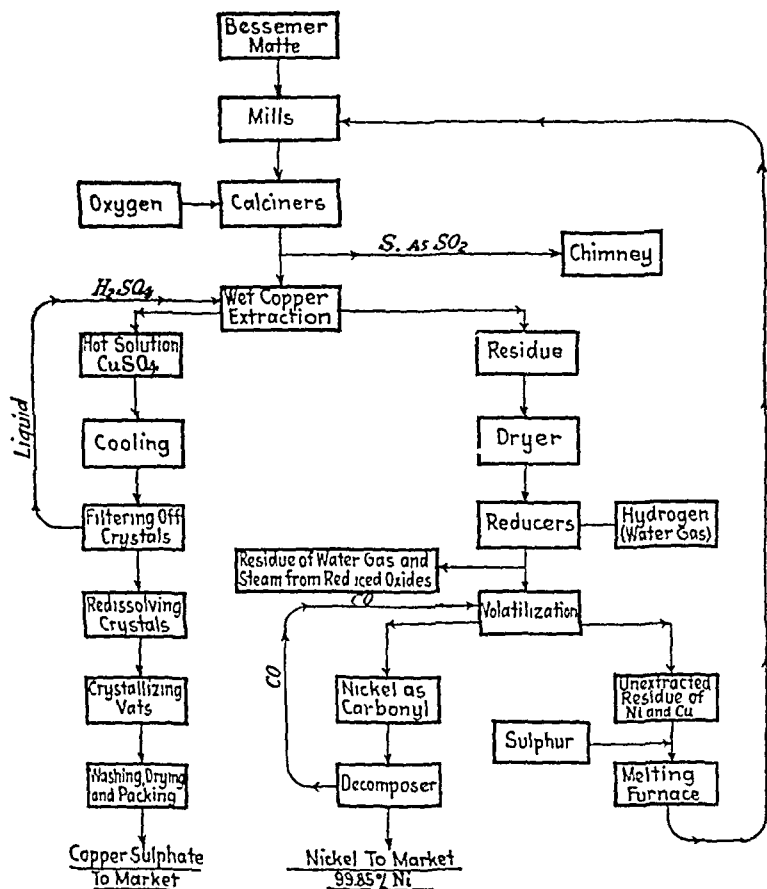 Bessemer
Matte
Mills
Oxygen
Calciners
S. As SO2
Chimney
H2SO4
Wet Copper
Extraction
Hot Solution
CuSO4
Residue
Liquid
Cooling
Dryer
Filtering Off
Crystals
Reducers
Hydrogen
(Water Gas)
Residue of Water Gas and
Steam from Reduced Oxides
CO
Redissolving
Crystals
Volatilization
CO
Crystallizing
Vats
Nickel as
Carbonyl
Unextracted
Residue of
Ni and Cu
Sulphur
Washing, Drying
and Packing
Decomposer
Melting
Furnace
Copper Sulphate
To Market
Nickel To Market
99.85% Ni